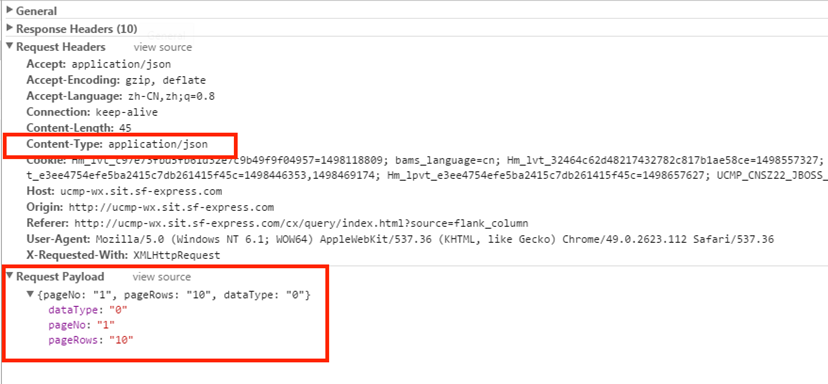 General
Response Headers (10)
Request Headers view source
Accept: application/json
Accept-Encoding: gzip, deflate
Accept-Language: zh-CN,zh;q=0.8
Connection: keep-alive
Content-Length: 45
Content-Type: application/json
Cookie: bams_language=cn; Hm_lvt_32464c62d48217432782c817b1ae58ce=1498557327;
t_e3ee4754efe5ba2415c7db261415f45c=1498446353,1498469174; Hm_lpvt_e3ee4754efe5ba2415c7db261415f45c=1498657627; UCMP_CNSZ22_JBOSS_
Host: ucmp-wx.sit.sf-express.com
Origin: http://ucmp-wx.sit.sf-express.com
Referer: http://ucmp-wx.sit.sf-express.com/cx/query/index.html?source=flank_column
User-Agent: Mozilla/5.0 (Windows NT 6.1; WOW64) AppleWebKit/537.36 (KHTML, like Gecko) Chrome/49.0.2623.112 Safari/537.36
X-Requested-With: XMLHttpRequest
Request Payload view source
{pageNo: "1", pageRows: "10", dataType: "0"}
dataType: "0"
pageNo: "1"
pageRows: "10"